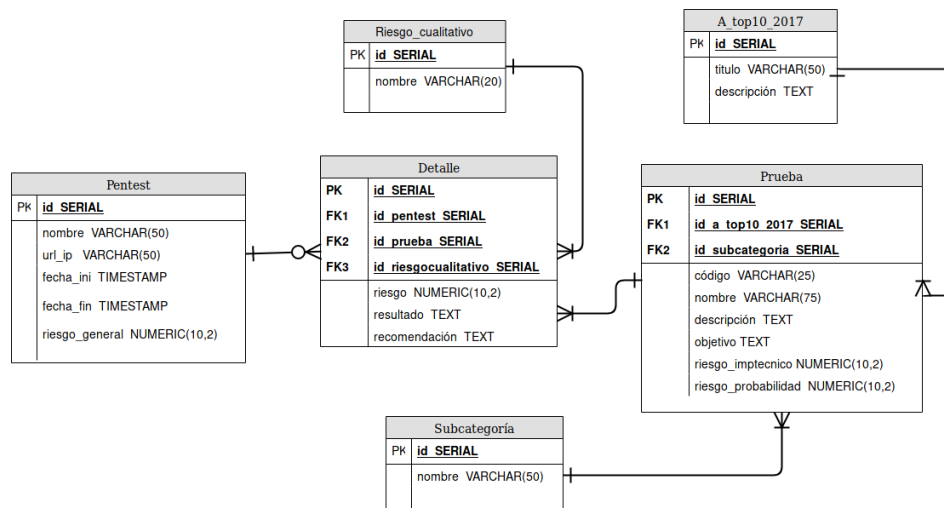 Riesgo_cualitativo
PK id SERIAL
nombre VARCHAR(20)
A_top10_2017
PK id SERIAL
titulo VARCHAR(50)
descripción TEXT
Pentest
PK id SERIAL
nombre VARCHAR(50)
url_ip VARCHAR(50)
fecha_ini TIMESTAMP
fecha_fin TIMESTAMP
riesgo_general NUMERIC(10,2)
Detalle
PK id SERIAL
FK1 id_pentest SERIAL
FK2 id_prueba SERIAL
FK3 id_riesgocualitativo SERIAL
riesgo NUMERIC(10,2)
resultado TEXT
recomendación TEXT
Prueba
PK id SERIAL
FK1 id_a_top10_2017 SERIAL
FK2 id_subcategoria SERIAL
código VARCHAR(25)
nombre VARCHAR(75)
descripción TEXT
objetivo TEXT
riesgo_imptecnico NUMERIC(10,2)
riesgo_probabilidad NUMERIC(10,2)
Subcategoría
PK id SERIAL
nombre VARCHAR(50)